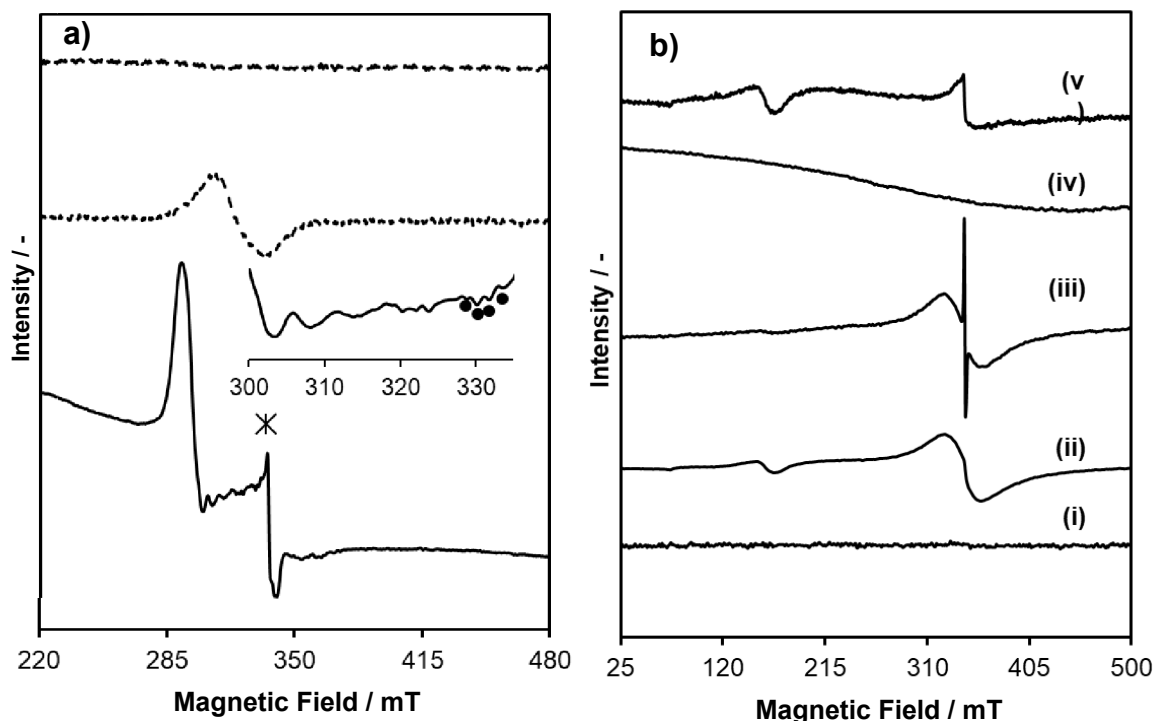 a)
Intensity / -
300 310 320 330
220 285 350 415 480
Magnetic Field / mT
b)
Intensity / -
(v
)
(iv)
(iii)
(ii)
(i)
25 120 215 310 405 500
Magnetic Field / mT